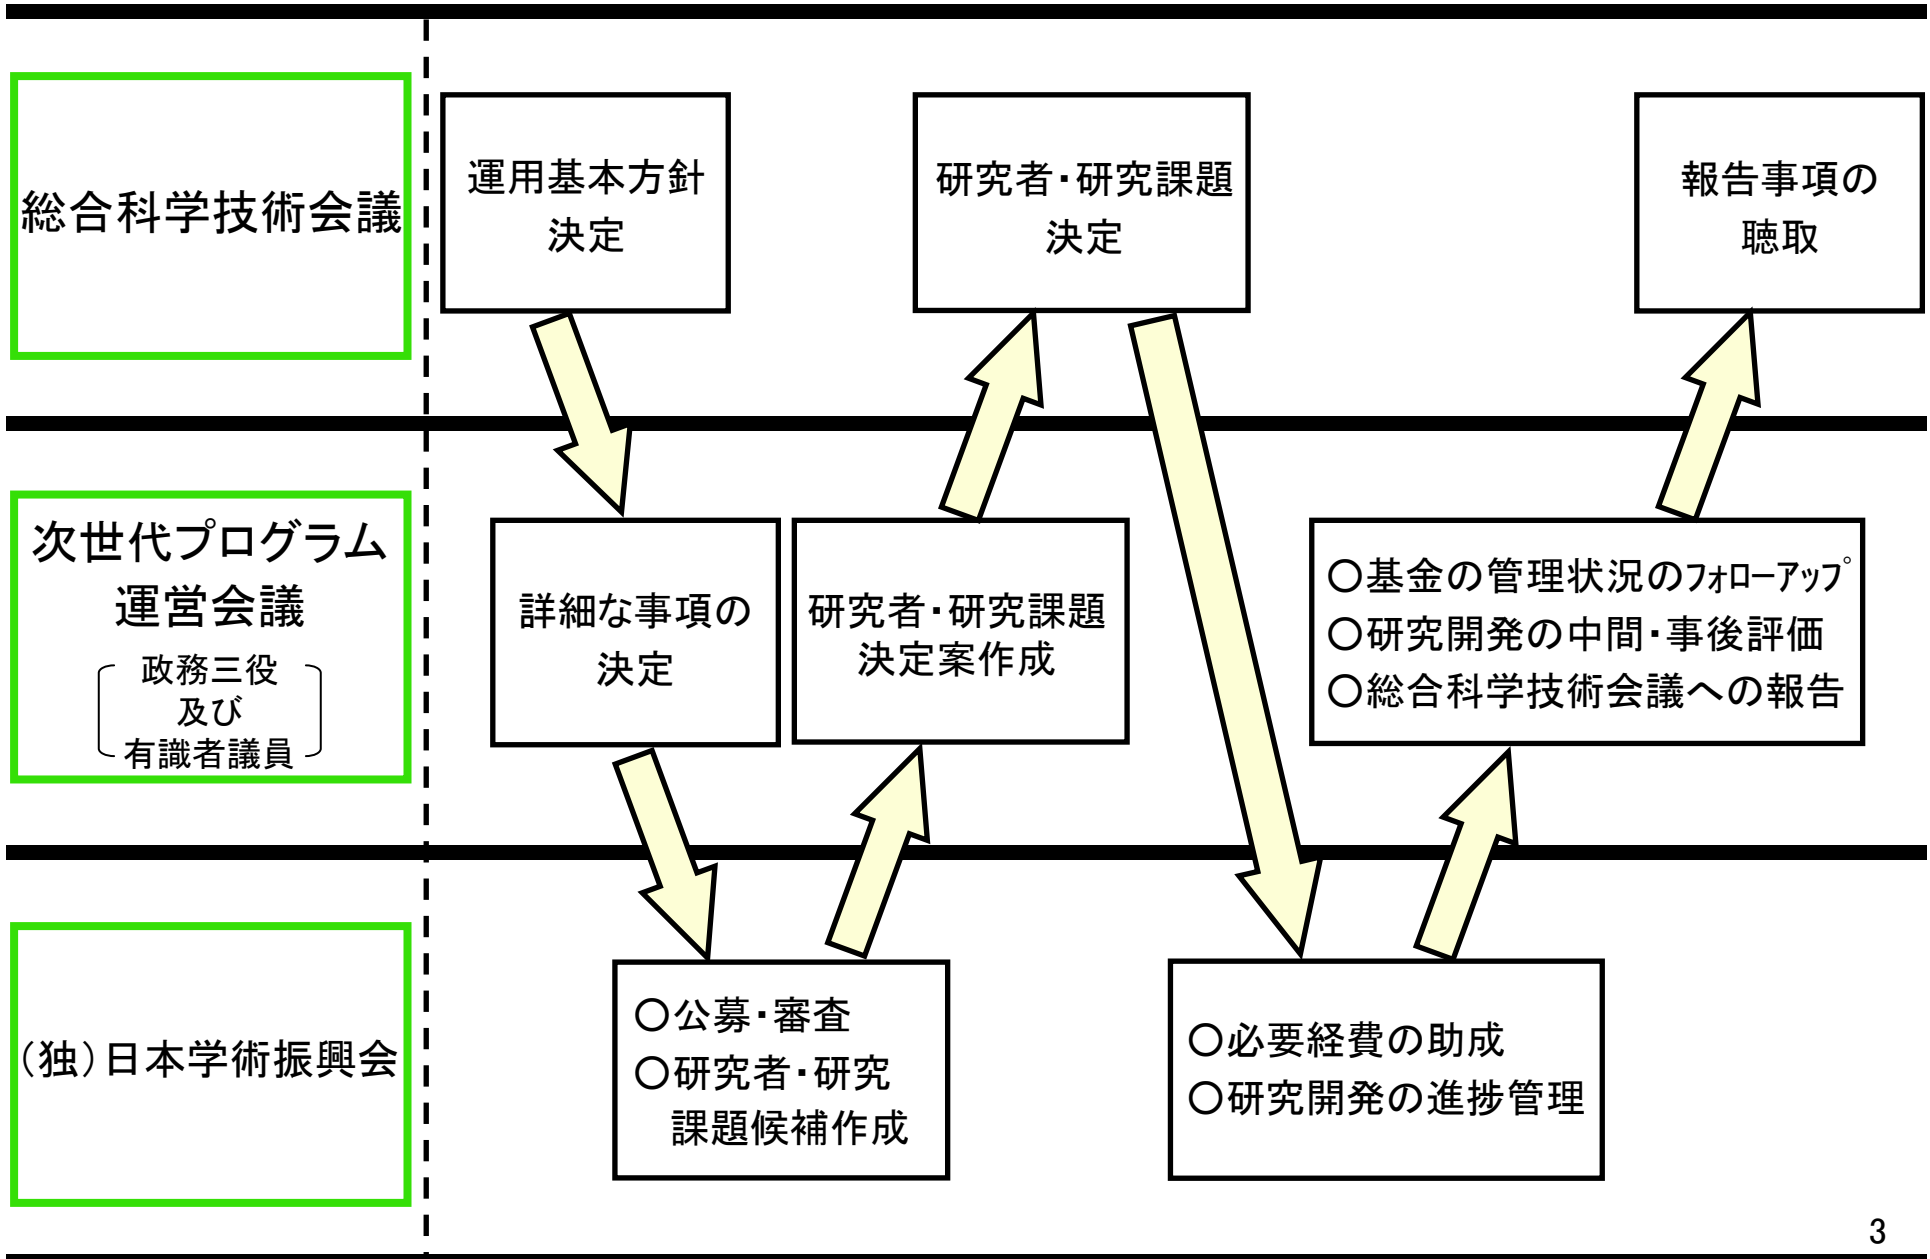 総合科学技術会議
運用基本方針
決定
研究者・研究課題
決定
報告事項の
聴取
次世代プログラム
運営会議
政務三役
及び
有識者議員
詳細な事項の
決定
研究者・研究課題
決定案作成
○基金の管理状況のﾌｫﾛｰｱｯﾌﾟ
○研究開発の中間・事後評価
○総合科学技術会議への報告
（独）日本学術振興会
○公募・審査
○研究者・研究
課題候補作成
○必要経費の助成
○研究開発の進捗管理
3